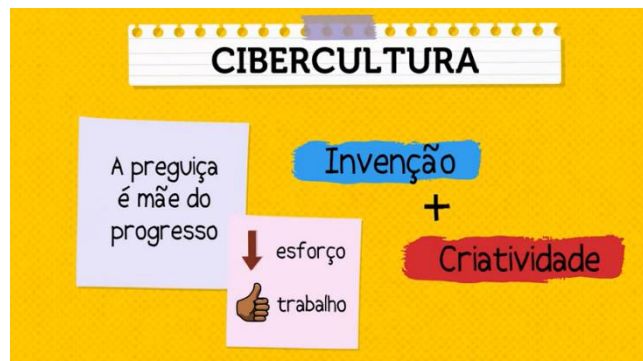 CIBERCULTURA
A preguiça
é mãe do
progresso
esforço
trabalho
Invenção
+
Criatividade